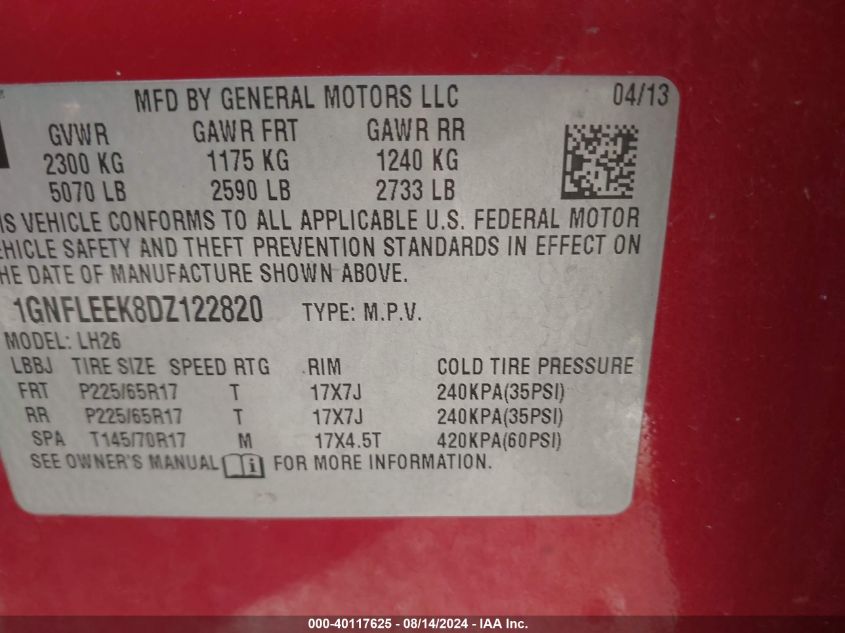 MFD BY GENERAL MOTORS LLC 04/13
GVWR GAWR FRT GAWR RR
2300 KG 1175 KG 1240 KG
5070 LB 2590 LB 2733 LB
IS VEHICLE CONFORMS TO ALL APPLICABLE U.S. FEDERAL MOTOR
EHICLE SAFETY AND THEFT PREVENTION STANDARDS IN EFFECT ON
HE DATE OF MANUFACTURE SHOWN ABOVE.
1GNFLEEK8DZ122820 TYPE: M.P.V.
MODEL: LH26
LBBJ TIRE SIZE SPEED RTG RIM COLD TIRE PRESSURE
FRT P225/65R17 T 17X7J 240KPA(35PSI)
RR P225/65R17 T 17X7J 240KPA(35PSI)
SPA T145/70R17 M 17X4.5T 420KPA(60PSI)
SEE OWNER'S MANUAL FOR MORE INFORMATION.
000-40117625 - 08/14/2024 - IAA Inc.